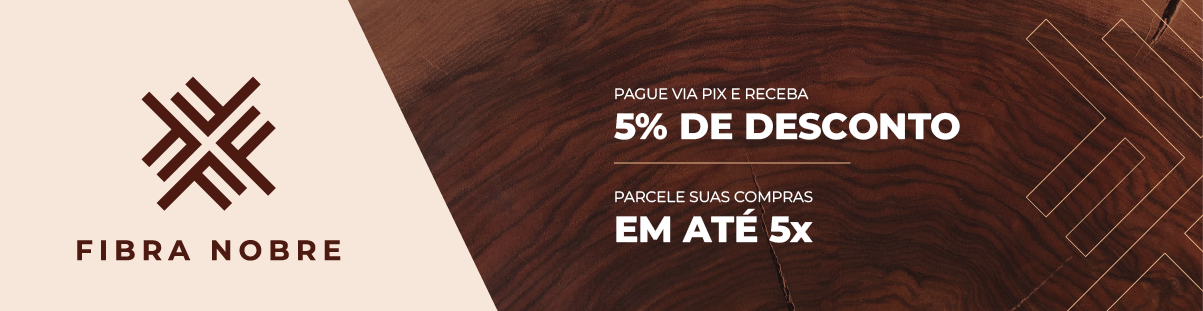 FIBRA NOBRE
PAGUE VIA PIX E RECEBA
5% DE DESCONTO
PARCELE SUAS COMPRAS
EM ATÉ 5x